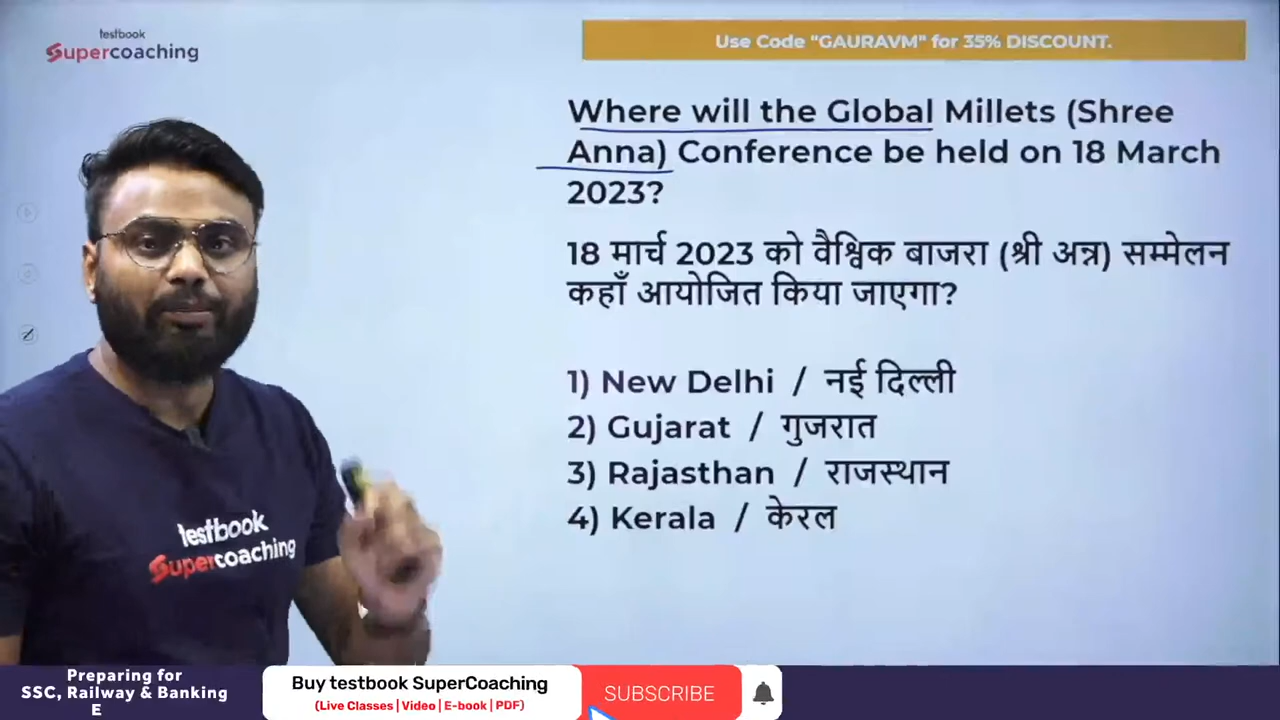 testbook
Supercoaching
Use Code "GAURAVM" for 35% DISCOUNT.
Where will the Global Millets (Shree
Anna) Conference be held on 18 March
2023?
18 मार्च 2023 को वैश्विक बाजरा (श्री अन्न) सम्मेलन
कहाँ आयोजित किया जाएगा?
1) New Delhi / नई दिल्ली
2) Gujarat / गुजरात
3) Rajasthan / राजस्थान
4) Kerala / केरल
testbook
Supercoaching
Preparing for
SSC, Railway & Banking
E
Buy testbook SuperCoaching
(Live Classes | Video | E-book | PDF)
SUBSCRIBE